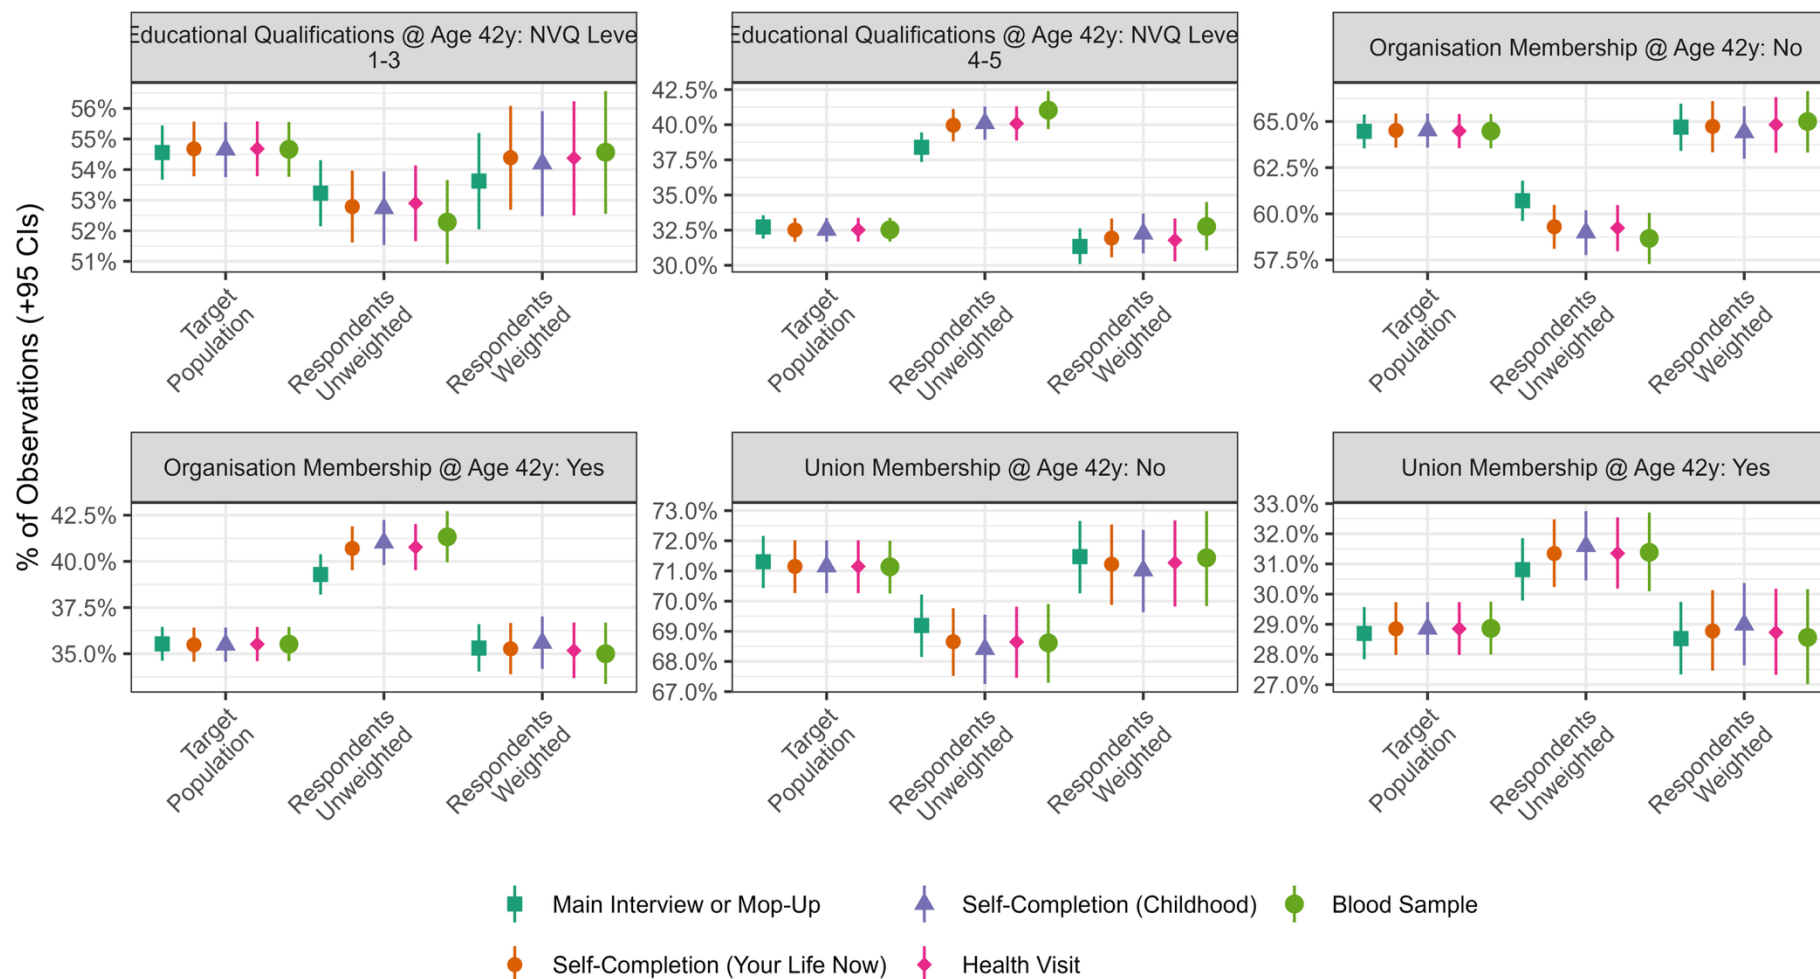 % of Observations (+95 CIs)
Educational Qualifications @ Age 42y: NVQ Leve
1-3
56%
55%
54%
53%
52%
51%
Target
Population
Respondents
Unweighted
Respondents
Weighted
Educational Qualifications @ Age 42y: NVQ Leve
4-5
42.5%
40.0%
37.5%
35.0%
32.5%
30.0%
Target
Population
Respondents
Unweighted
Respondents
Weighted
Organisation Membership @ Age 42y: No
65.0%
62.5%
60.0%
57.5%
Target
Population
Respondents
Unweighted
Respondents
Weighted
Organisation Membership @ Age 42y: Yes
42.5%
40.0%
37.5%
35.0%
Target
Population
Respondents
Unweighted
Respondents
Weighted
Union Membership @ Age 42y: No
73.0%
72.0%
71.0%
70.0%
69.0%
68.0%
67.0%
Target
Population
Respondents
Unweighted
Respondents
Weighted
Union Membership @ Age 42y: Yes
33.0%
32.0%
31.0%
30.0%
29.0%
28.0%
27.0%
Target
Population
Respondents
Unweighted
Respondents
Weighted
Main Interview or Mop-Up
Self-Completion (Childhood)
Blood Sample
Self-Completion (Your Life Now)
Health Visit